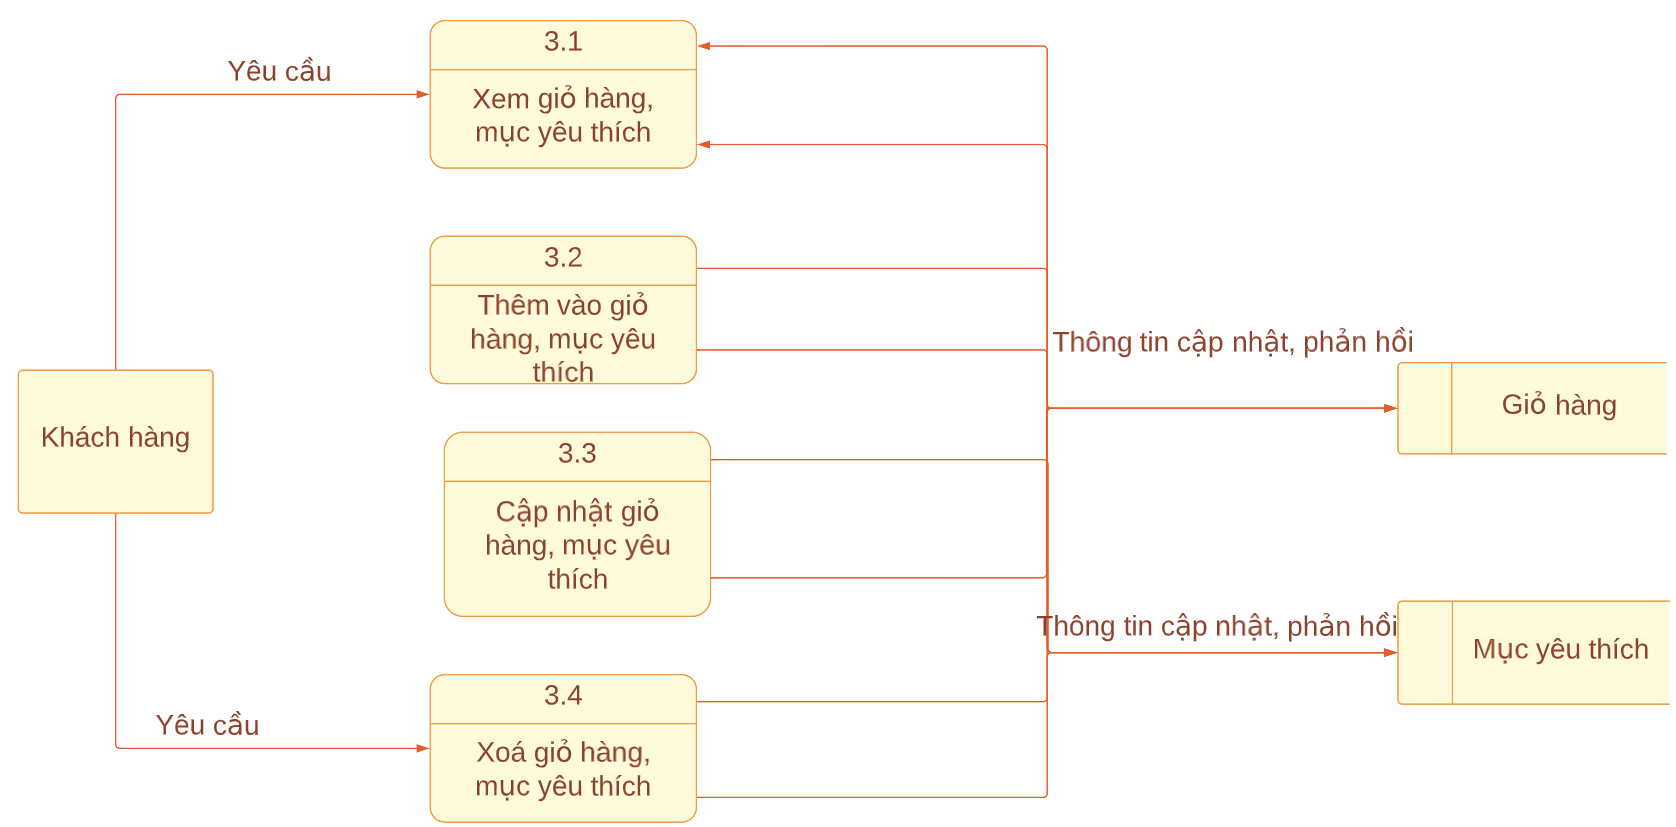 Yêu cầu
3.1
Xem giỏ hàng,
mục yêu thích
3.2
Thêm vào giỏ
hàng, mục yêu
thích
Thông tin cập nhật, phản hồi
Giỏ hàng
Khách hàng
3.3
Cập nhật giỏ
hàng, mục yêu
thích
Thông tin cập nhật, phản hồi
Mục yêu thích
Yêu cầu
3.4
Xoá giỏ hàng,
mục yêu thích